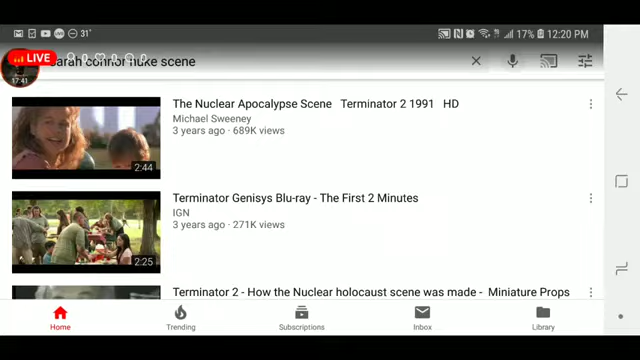 31° 17% 12:20 PM
LIVE
17:41
sarah connor nuke scene
The Nuclear Apocalypse Scene Terminator 2 1991 HD
Michael Sweeney
3 years ago · 689K views
2:44
Terminator Genisys Blu-ray - The First 2 Minutes
IGN
3 years ago · 271K views
2:25
Terminator 2 - How the Nuclear holocaust scene was made - Miniature Props
Home Trending Subscriptions Inbox Library